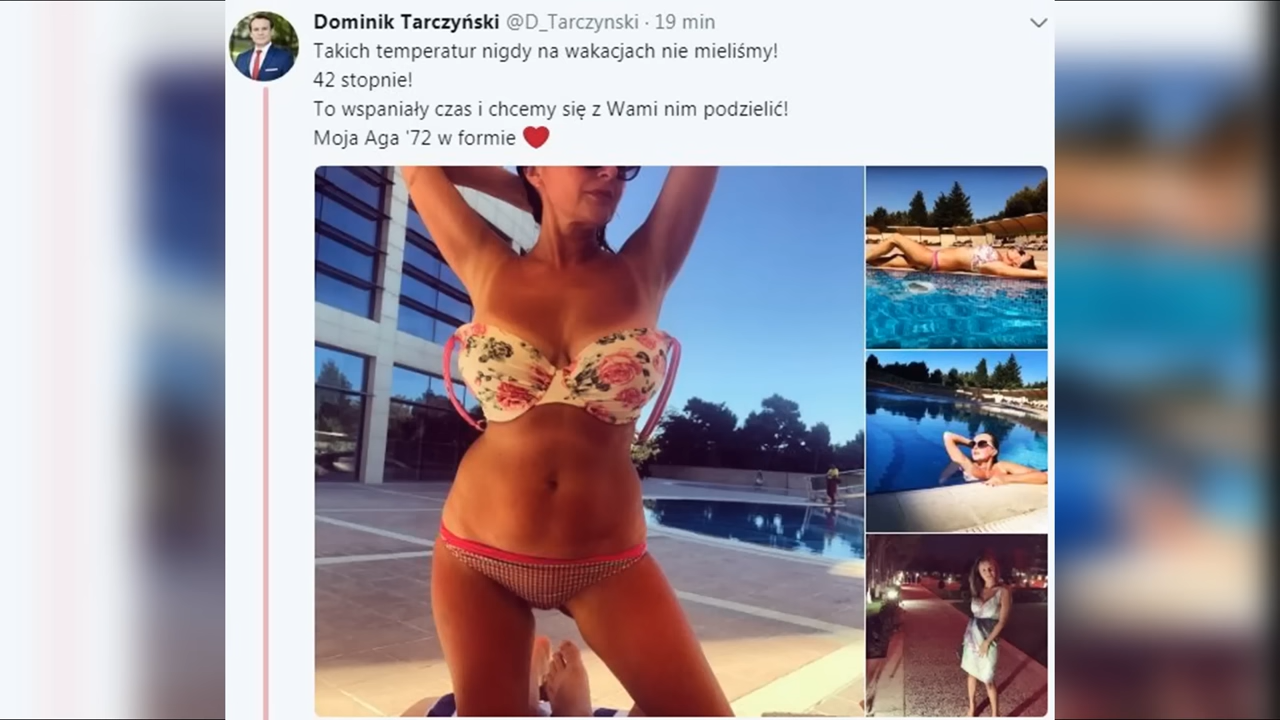 Dominik Tarczyński @D_Tarczynski · 19 min
Takich temperatur nigdy na wakacjach nie mieliśmy!
42 stopnie!
To wspaniały czas i chcemy się z Wami nim podzielić!
Moja Aga '72 w formie ❤